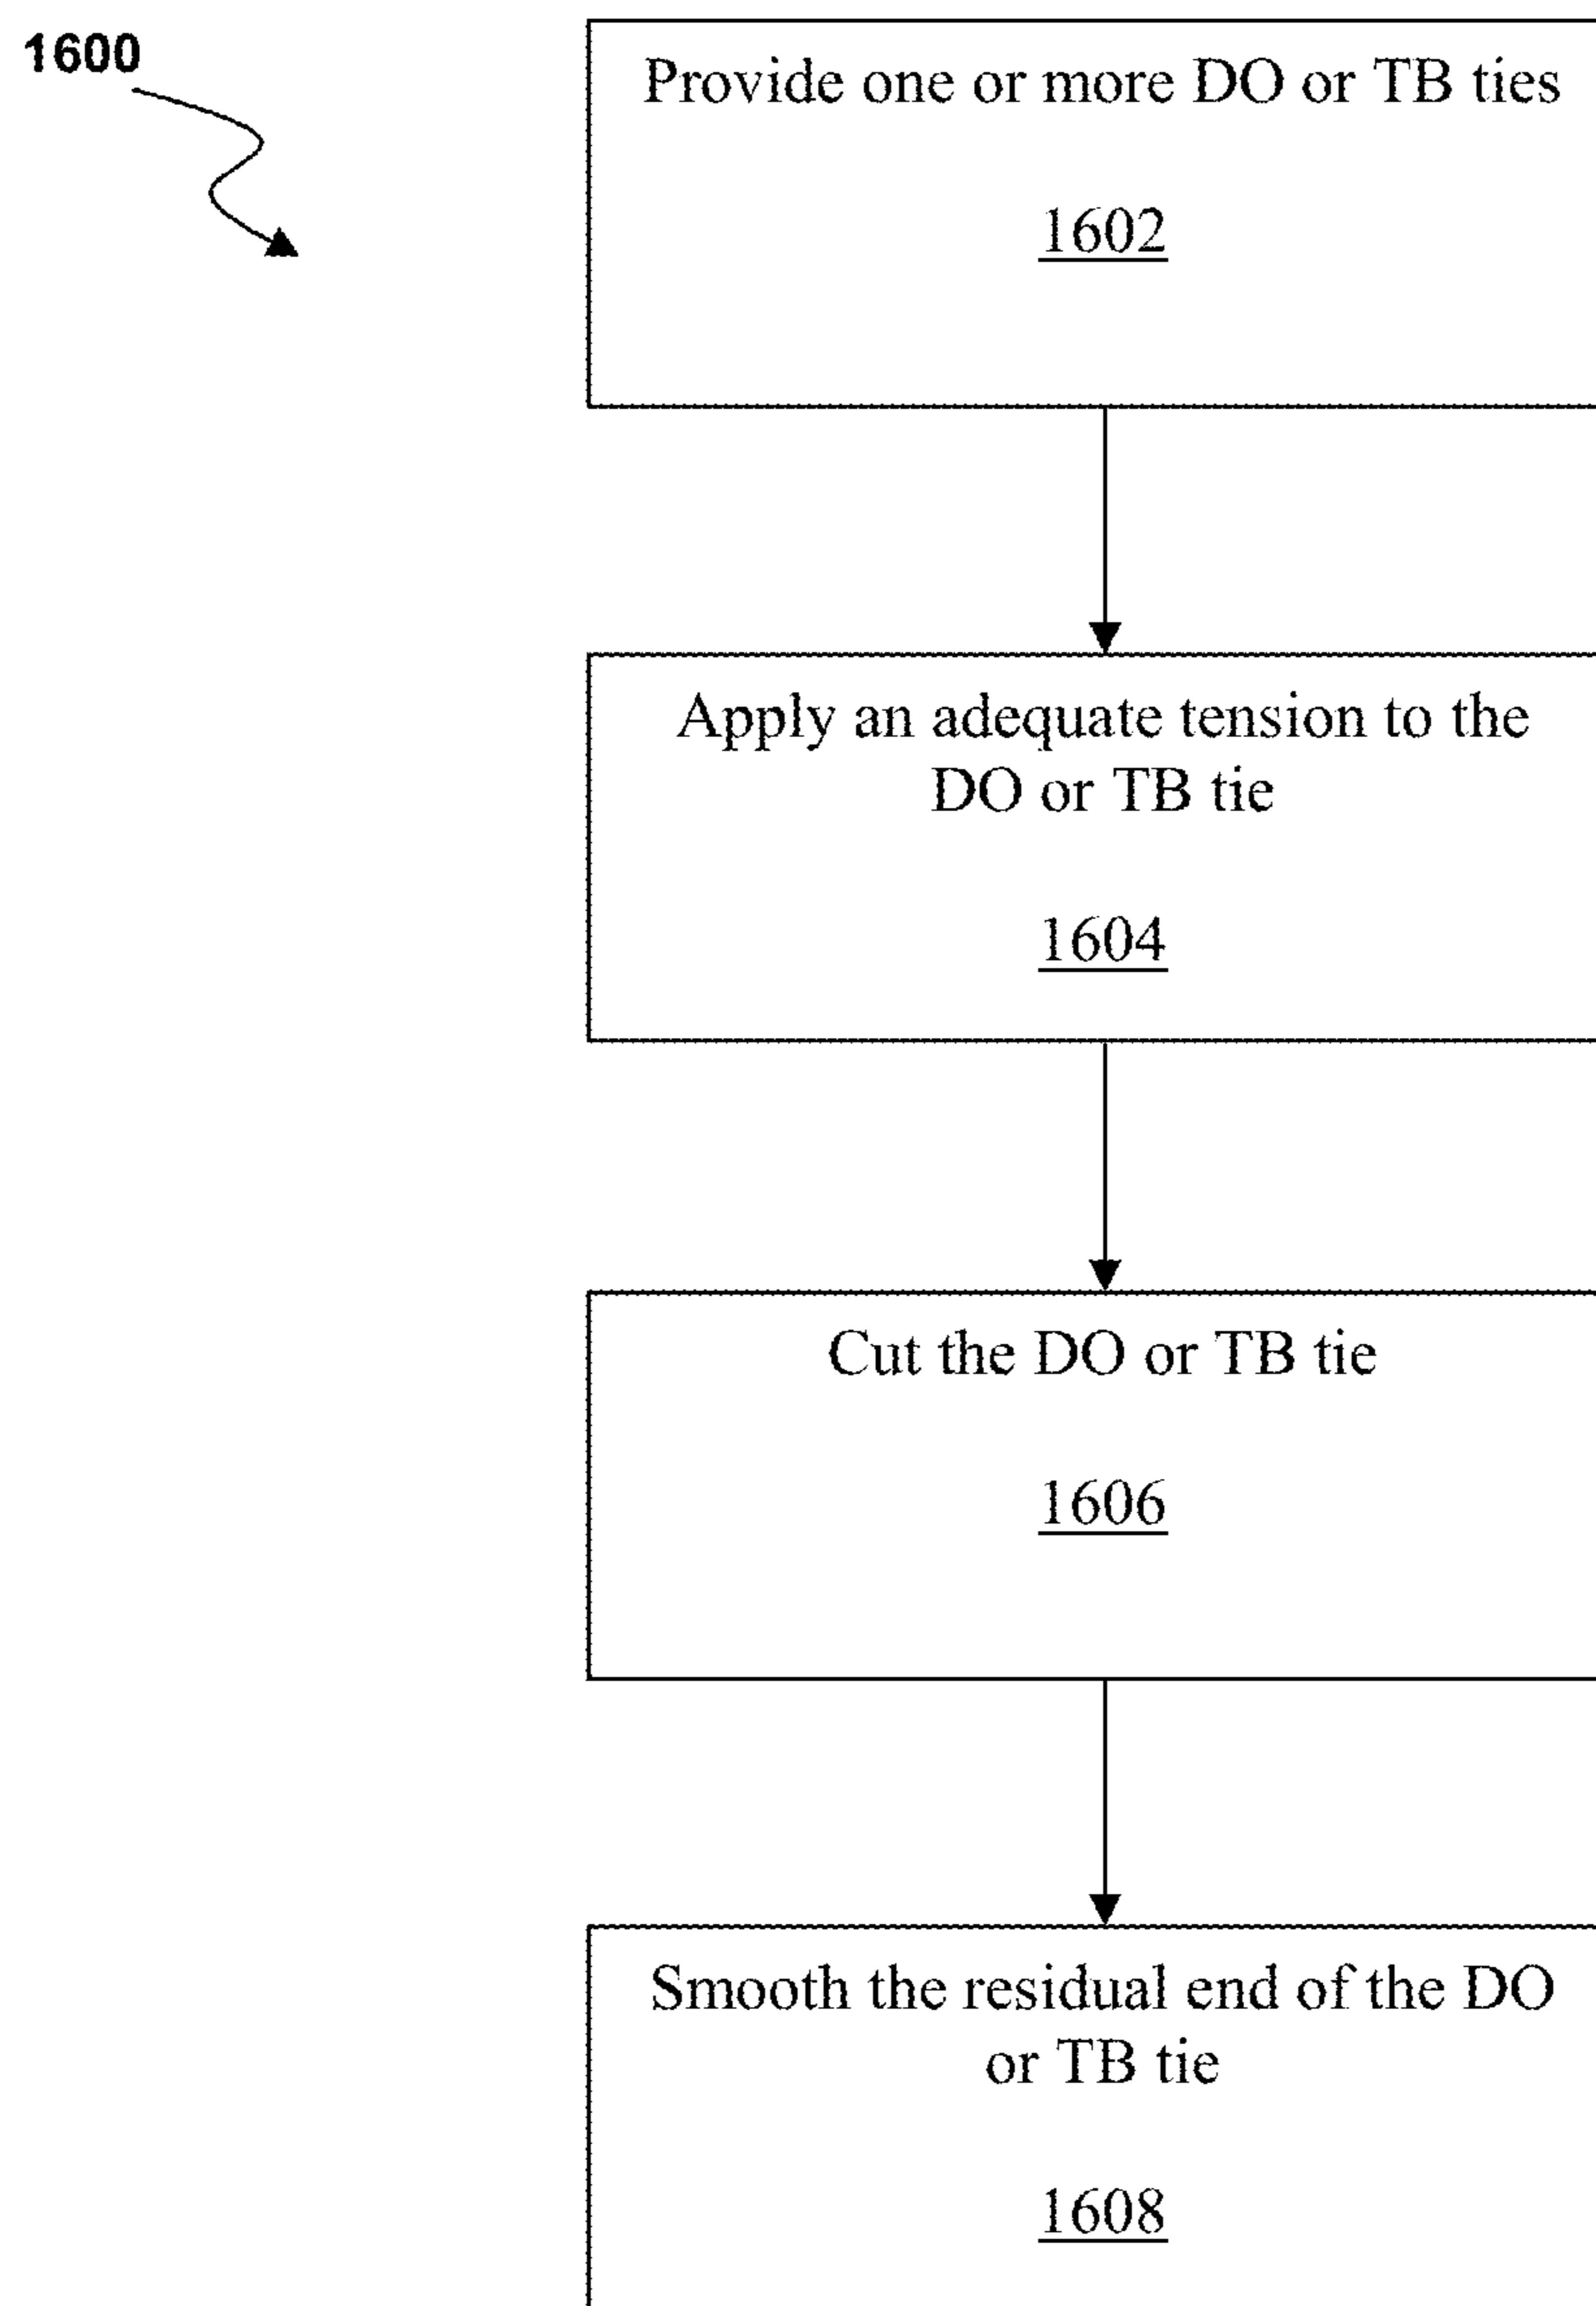 1600
Provide one or more DO or TB ties
1602
Apply an adequate tension to the
DO or TB tie
1604
Cut the DO or TB tie
1606
Smooth the residual end of the DO
or TB tie
1608